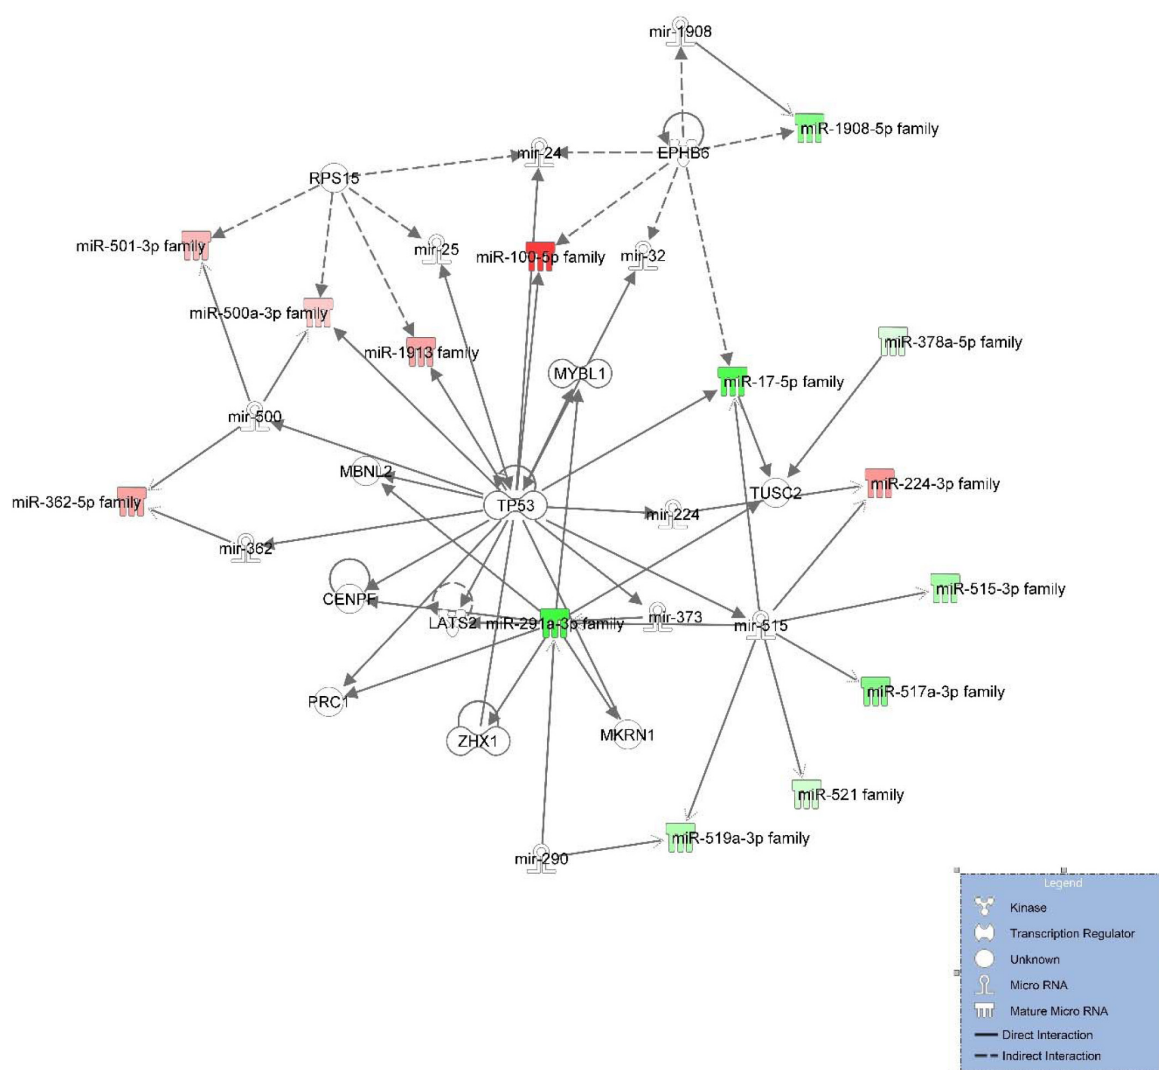 mir-1908
miR-1908-5p family
mir-24
EPHB6
RPS15
miR-501-3p family
mir-25
miR-100-5p family
mir-32
miR-500a-3p family
miR-1913 family
miR-378a-5p family
MYBL1
miR-17-5p family
mir-500
MBNL2
miR-362-5p family
TP53
TUSC2
miR-224-3p family
mir-224
mir-362
CENPF
LATS2
miR-291a-3p family
mir-373
mir-515
miR-515-3p family
PRC1
miR-517a-3p family
ZHX1
MKRN1
miR-521 family
miR-519a-3p family
mir-290
Legend
Kinase
Transcription Regulator
Unknown
Micro RNA
Mature Micro RNA
Direct Interaction
Indirect Interaction